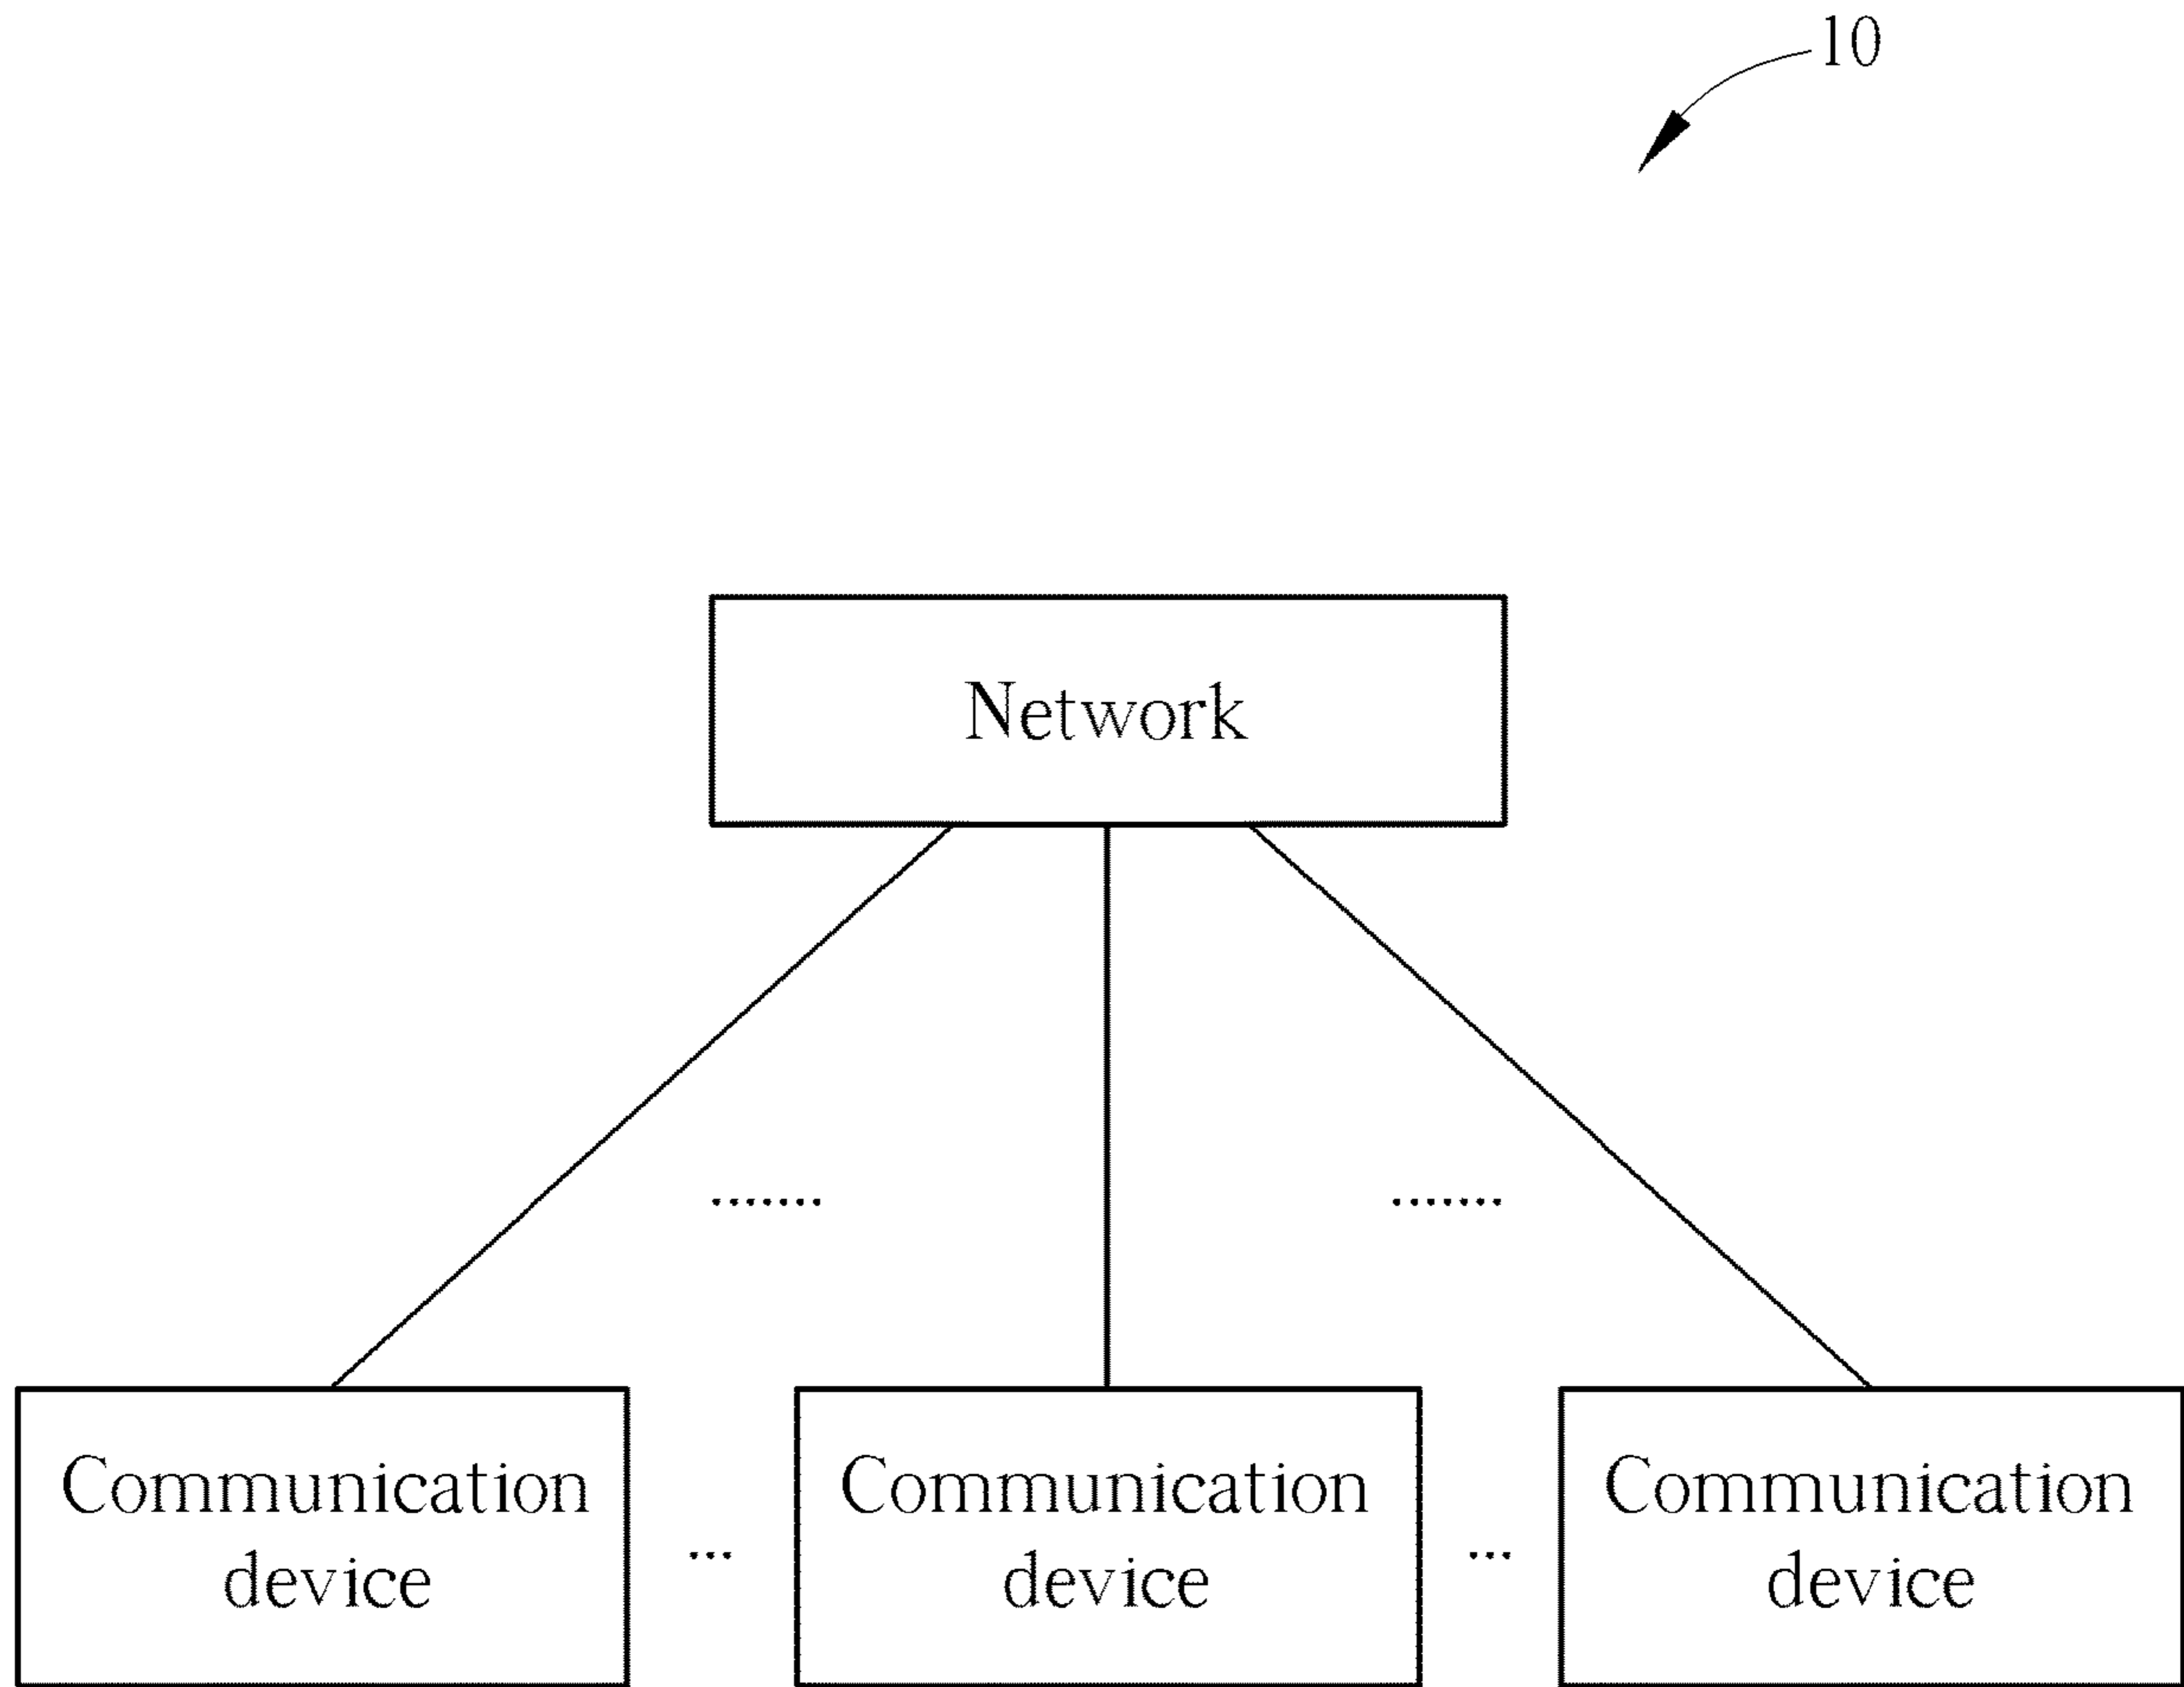 10
Network
.......
.......
Communication
device
...
Communication
device
...
Communication
device